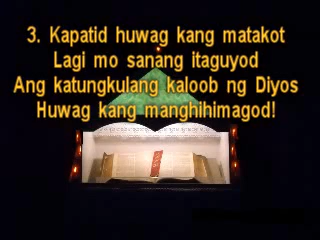 3. Kapatid huwag kang matakot
Lagi mo sanang itaguyod
Ang katungkulang kaloob ng Diyos
Huwag kang manghihimagod!